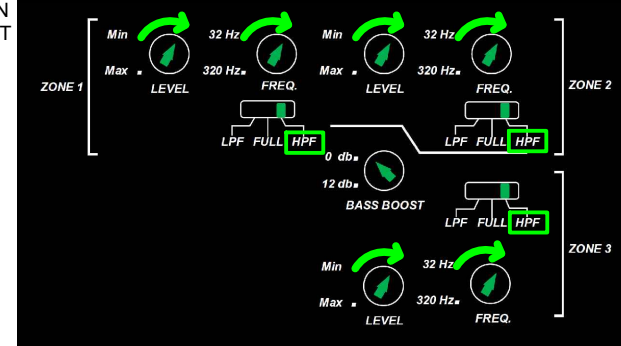 N
T
Min 32 Hz Min 32 Hz
Max 320 Hz Max 320 Hz
ZONE 1 LEVEL FREQ. LEVEL FREQ. ZONE 2
LPF FULL HPF LPF FULL HPF
0 db
12 db
BASS BOOST
LPF FULL HPF
ZONE 3
Min 32 Hz
Max 320 Hz
LEVEL FREQ.